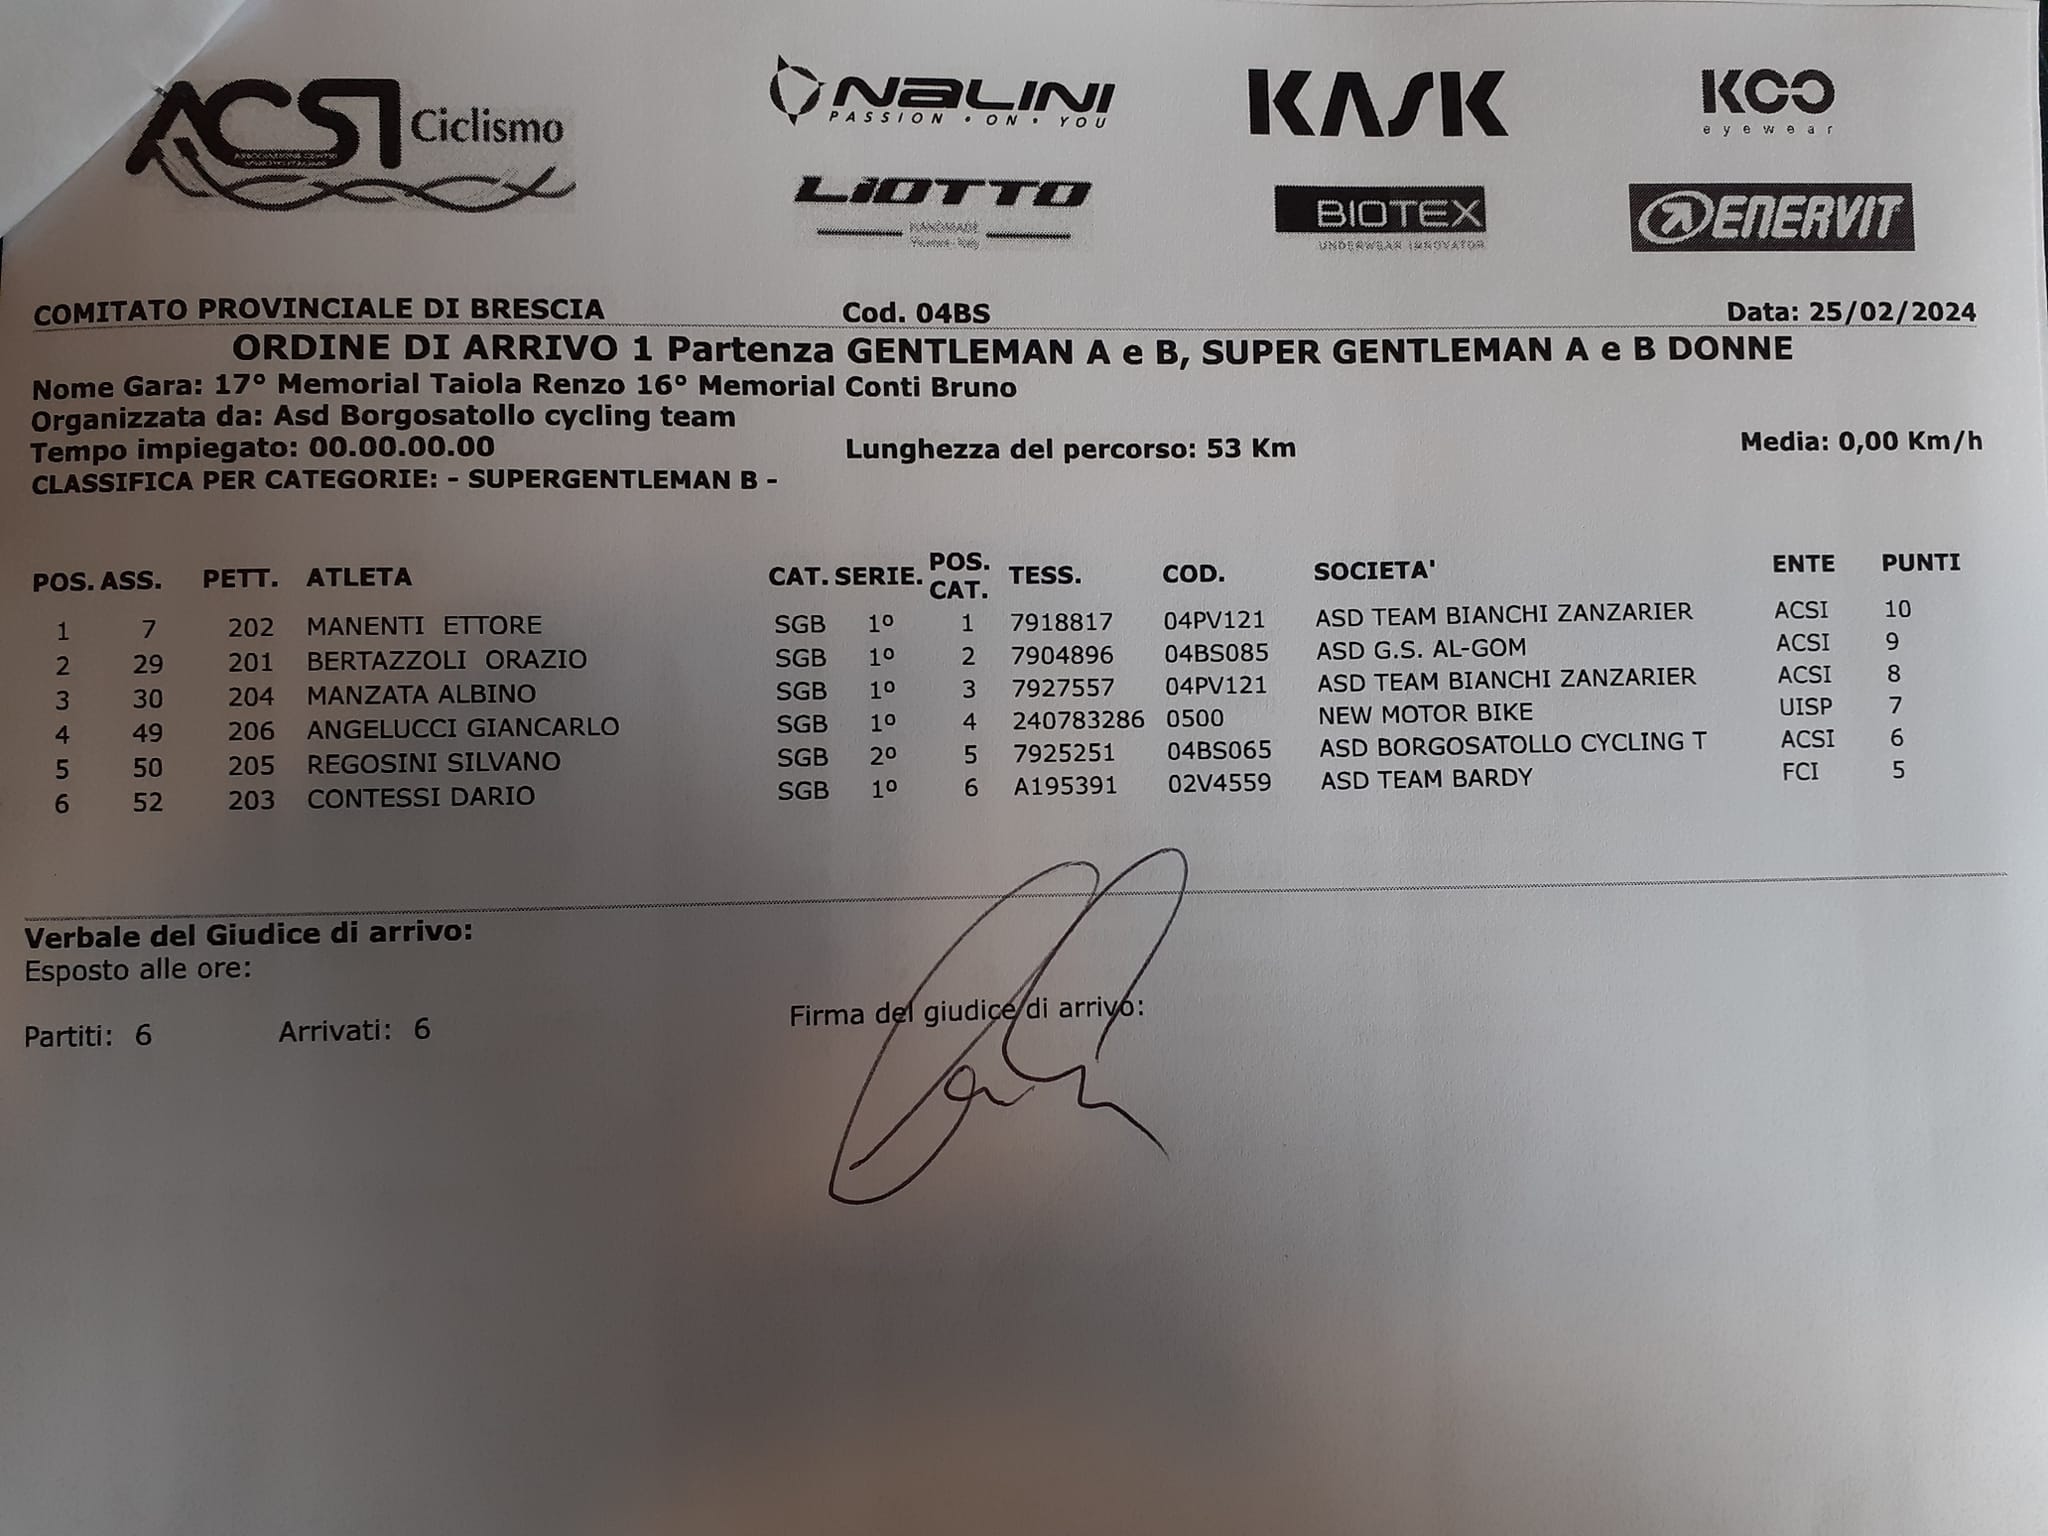 ACSI Ciclismo
NALINI
PASSION • ON • YOU
KASK
KOO
eyewear
LIOTTO
HANDMADE
BIOTEX
UNDERWEAR INNOVATOR
ENERVIT
COMITATO PROVINCIALE DI BRESCIA Cod. 04BS Data: 25/02/2024
ORDINE DI ARRIVO 1 Partenza GENTLEMAN A e B, SUPER GENTLEMAN A e B DONNE
Nome Gara: 17° Memorial Taiola Renzo 16° Memorial Conti Bruno
Organizzata da: Asd Borgosatollo cycling team
Tempo impiegato: 00.00.00.00 Lunghezza del percorso: 53 Km Media: 0,00 Km/h
CLASSIFICA PER CATEGORIE: - SUPERGENTLEMAN B -
POS. ASS. PETT. ATLETA CAT. SERIE. POS. CAT. TESS. COD. SOCIETA' ENTE PUNTI
1 7 202 MANENTI ETTORE SGB 1º 1 7918817 04PV121 ASD TEAM BIANCHI ZANZARIER ACSI 10
2 29 201 BERTAZZOLI ORAZIO SGB 1º 2 7904896 04BS085 ASD G.S. AL-GOM ACSI 9
3 30 204 MANZATA ALBINO SGB 1º 3 7927557 04PV121 ASD TEAM BIANCHI ZANZARIER ACSI 8
4 49 206 ANGELUCCI GIANCARLO SGB 1º 4 240783286 0500 NEW MOTOR BIKE UISP 7
5 50 205 REGOSINI SILVANO SGB 2º 5 7925251 04BS065 ASD BORGOSATOLLO CYCLING T ACSI 6
6 52 203 CONTESSI DARIO SGB 1º 6 A195391 02V4559 ASD TEAM BARDY FCI 5
Verbale del Giudice di arrivo:
Esposto alle ore:
Firma del giudice di arrivo:
Partiti: 6 Arrivati: 6